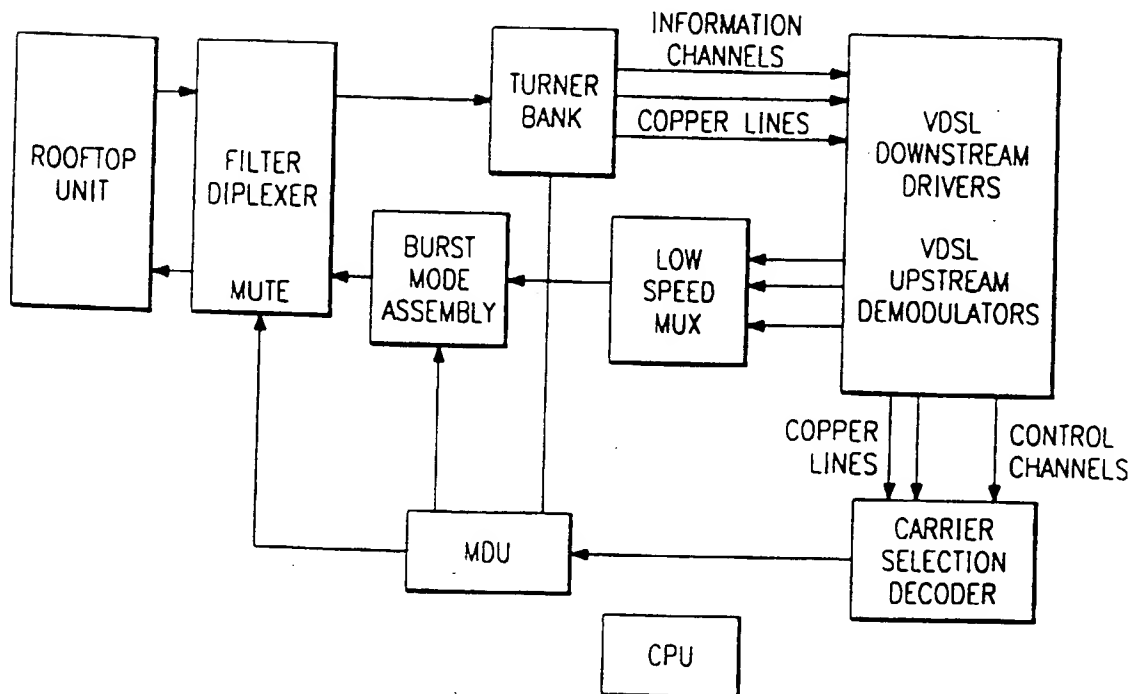 INFORMATION
CHANNELS
ROOFTOP
UNIT
FILTER
DIPLEXER
MUTE
TURNER
BANK
COPPER LINES
VDSL
DOWNSTREAM
DRIVERS
VDSL
UPSTREAM
DEMODULATORS
BURST
MODE
ASSEMBLY
LOW
SPEED
MUX
COPPER
LINES
CONTROL
CHANNELS
MDU
CARRIER
SELECTION
DECODER
CPU